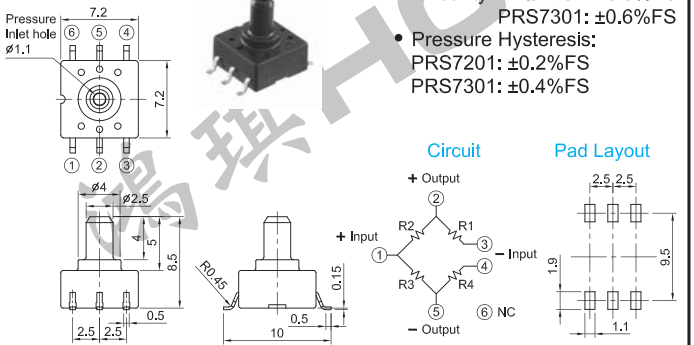 Pressure
Inlet hole
ø1.1
7.2
⑥ ⑤ ④
7.2
① ② ③
PRS7301: ±0.6%FS
• Pressure Hysteresis:
PRS7201: ±0.2%FS
PRS7301: ±0.4%FS
鴻琪 HO
ø4
ø2.5
4
5
8.5
2.5 2.5
0.5
R0.45
0.15
0.5
10
Circuit
+ Output
②
R2 R1
+ Input
①
③
− Input
④
R3 R4
⑤
⑥ NC
− Output
Pad Layout
2.5 2.5
1.9
9.5
1.1